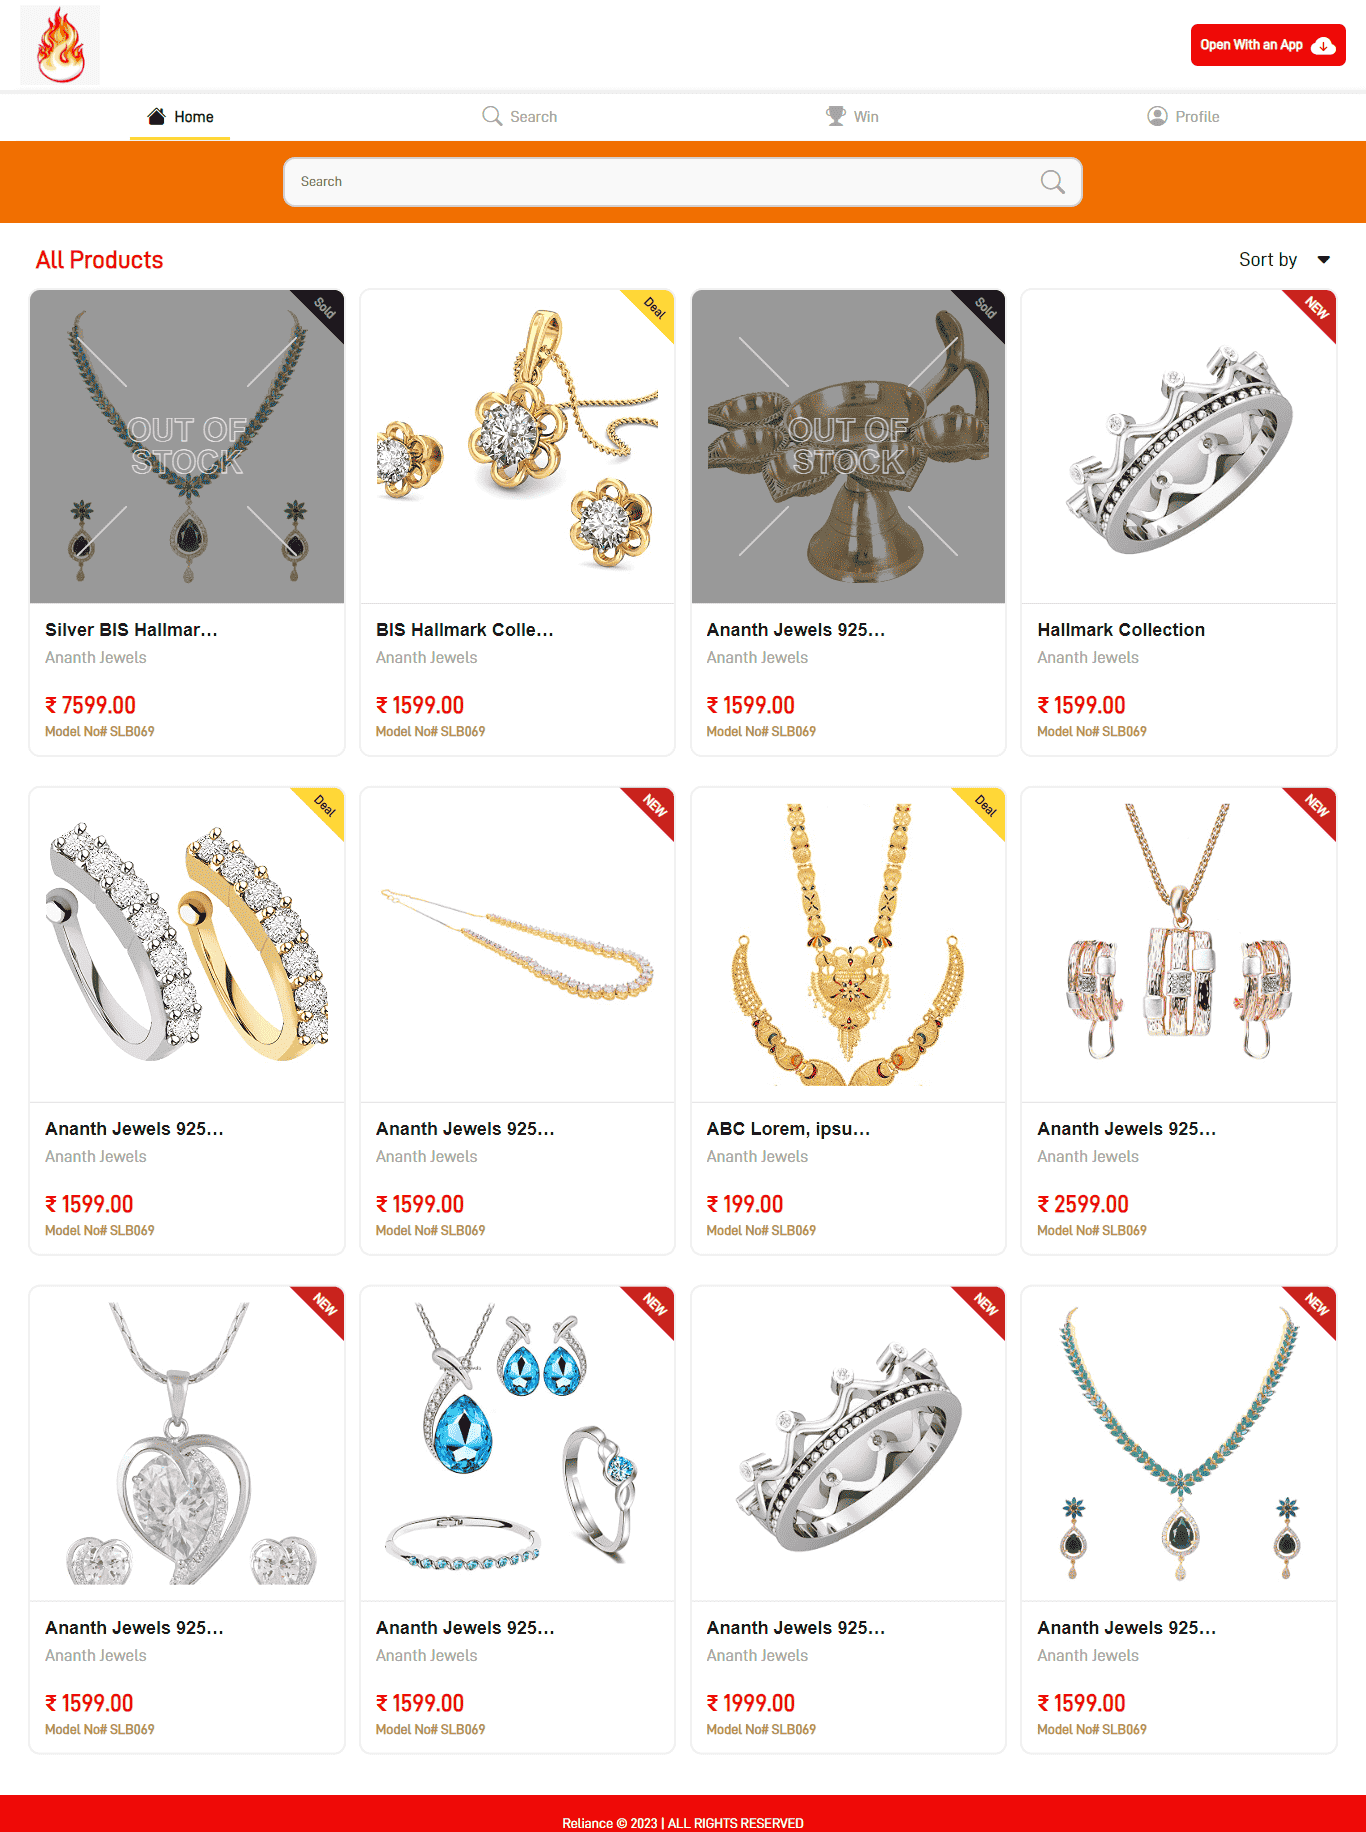 Open With an App
Home
Search
Win
Profile
Search
All Products
Sort by
Sold
Deal
Sold
NEW
OUT OF
STOCK
OUT OF
STOCK
Silver BIS Hallmar...
BIS Hallmark Colle...
Ananth Jewels 925...
Hallmark Collection
Ananth Jewels
Ananth Jewels
Ananth Jewels
Ananth Jewels
₹ 7599.00
₹ 1599.00
₹ 1599.00
₹ 1599.00
Model No# SLB069
Model No# SLB069
Model No# SLB069
Model No# SLB069
Deal
NEW
Deal
NEW
Ananth Jewels 925...
Ananth Jewels 925...
ABC Lorem, ipsu...
Ananth Jewels 925...
Ananth Jewels
Ananth Jewels
Ananth Jewels
Ananth Jewels
₹ 1599.00
₹ 1599.00
₹ 199.00
₹ 2599.00
Model No# SLB069
Model No# SLB069
Model No# SLB069
Model No# SLB069
NEW
NEW
NEW
NEW
Ananth Jewels 925...
Ananth Jewels 925...
Ananth Jewels 925...
Ananth Jewels 925...
Ananth Jewels
Ananth Jewels
Ananth Jewels
Ananth Jewels
₹ 1599.00
₹ 1599.00
₹ 1999.00
₹ 1599.00
Model No# SLB069
Model No# SLB069
Model No# SLB069
Model No# SLB069
Reliance © 2023 | ALL RIGHTS RESERVED